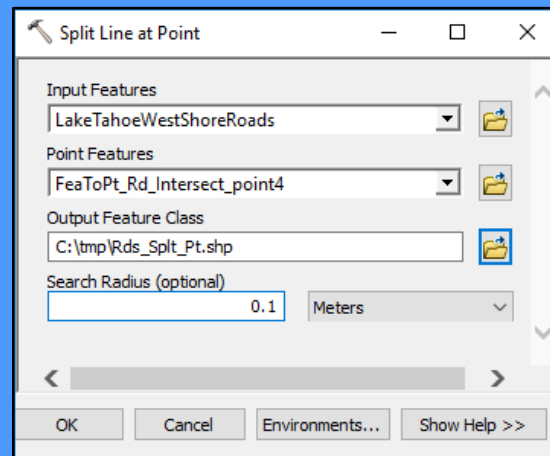 Split Line at Point
Input Features
LakeTahoeWestShoreRoads
Point Features
FeaToPt_Rd_Intersect_point4
Output Feature Class
C:\tmp\Rds_Splt_Pt.shp
Search Radius (optional)
0.1 Meters
OK Cancel Environments... Show Help >>